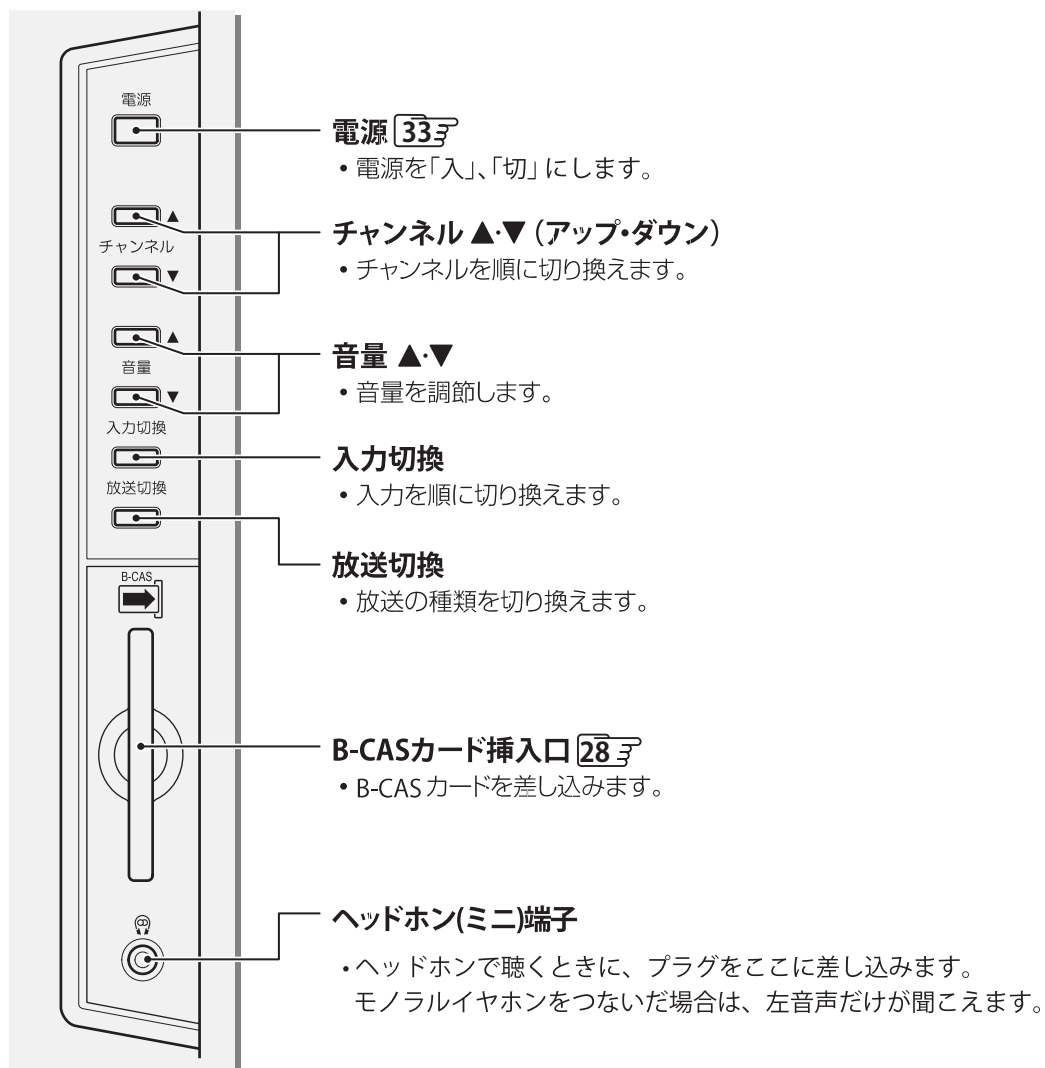 電源
チャンネル
音量
入力切換
放送切換
B-CAS
電源 33
• 電源を「入」、「切」にします。
チャンネル ▲·▼ (アップ・ダウン)
• チャンネルを順に切り換えます。
音量 ▲·▼
• 音量を調節します。
入力切換
• 入力を順に切り換えます。
放送切換
• 放送の種類を切り換えます。
B-CASカード挿入口 28
• B-CASカードを差し込みます。
ヘッドホン(ミニ)端子
・ヘッドホンで聴くときに、プラグをここに差し込みます。
モノラルイヤホンをつないだ場合は、左音声だけが聞こえます。